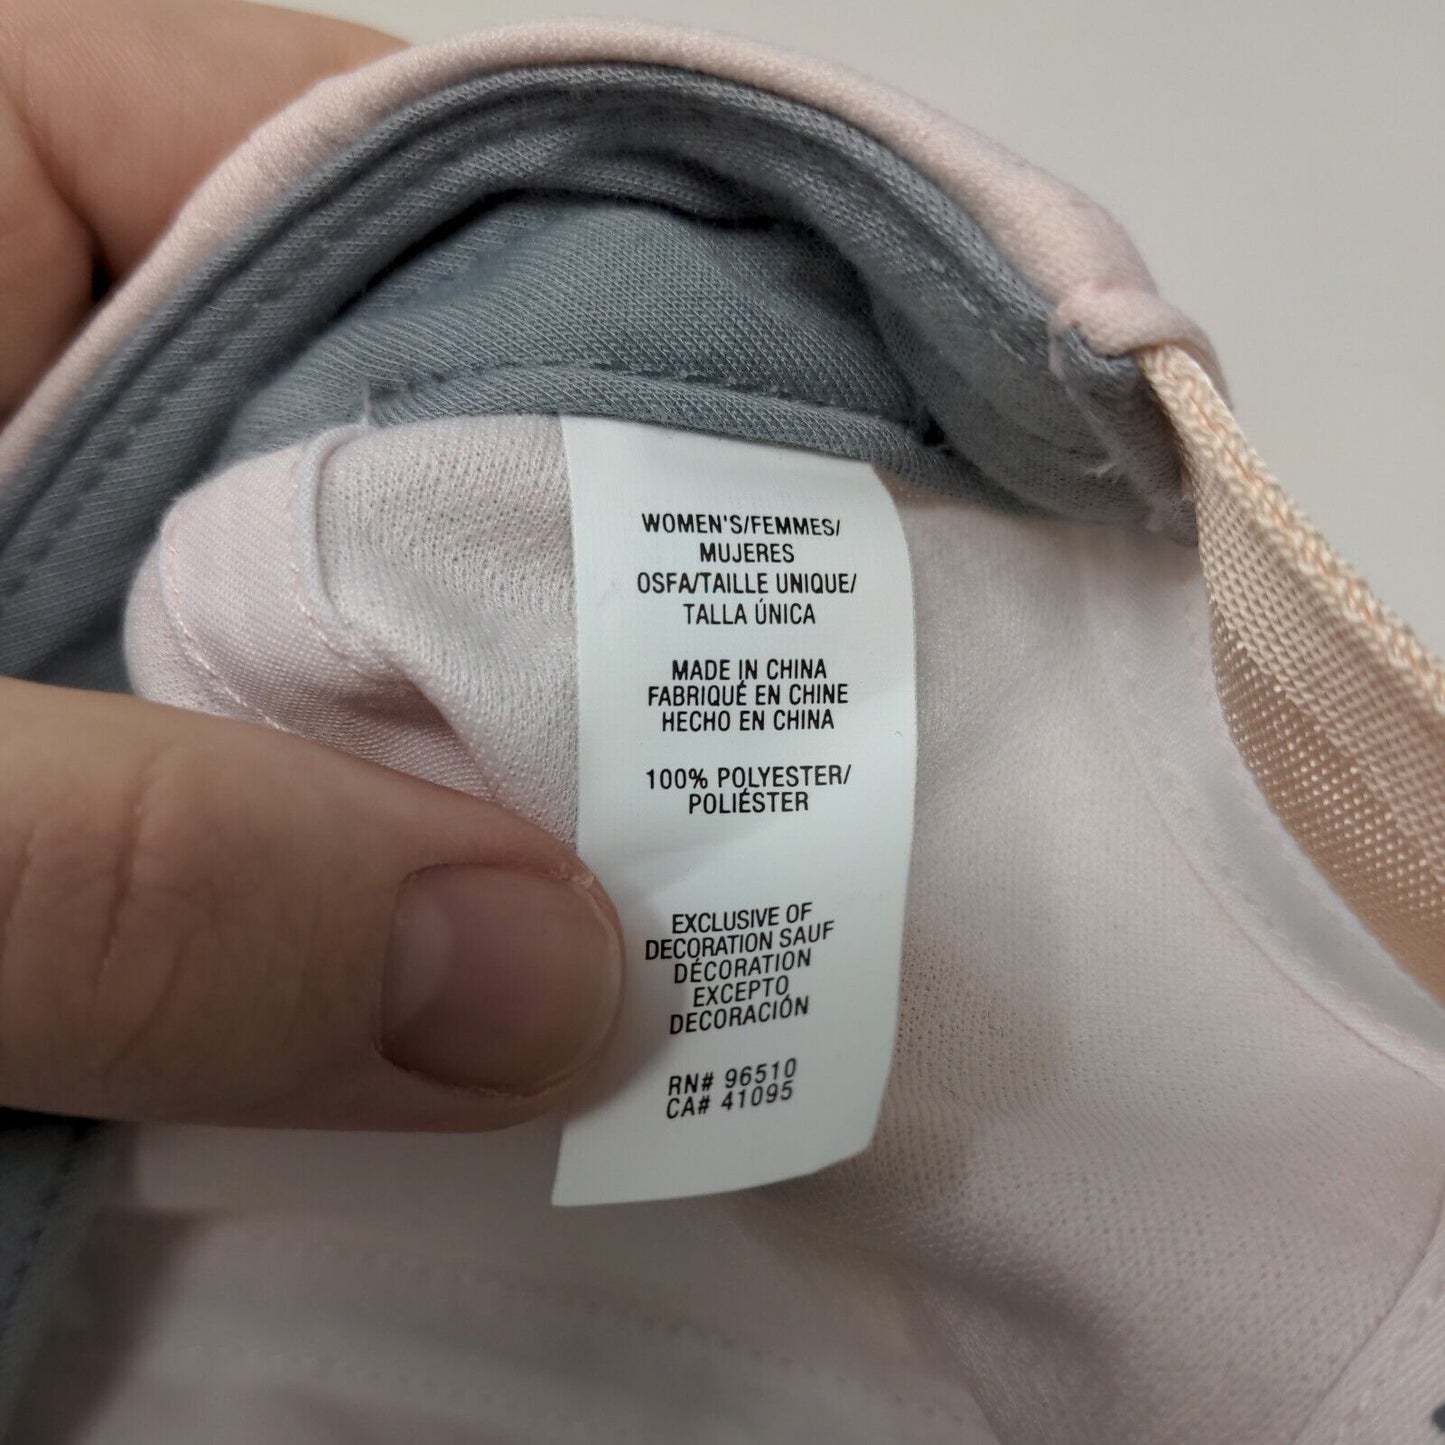 WOMEN'S/FEMMES/
MUJERES
OSFA/TAILLE UNIQUE/
TALLA ÚNICA
MADE IN CHINA
FABRIQUÉ EN CHINE
HECHO EN CHINA
100% POLYESTER/
POLIÉSTER
EXCLUSIVE OF
DECORATION SAUF
DÉCORATION
EXCEPTO
DECORACIÓN
RN# 96510
CA# 41095